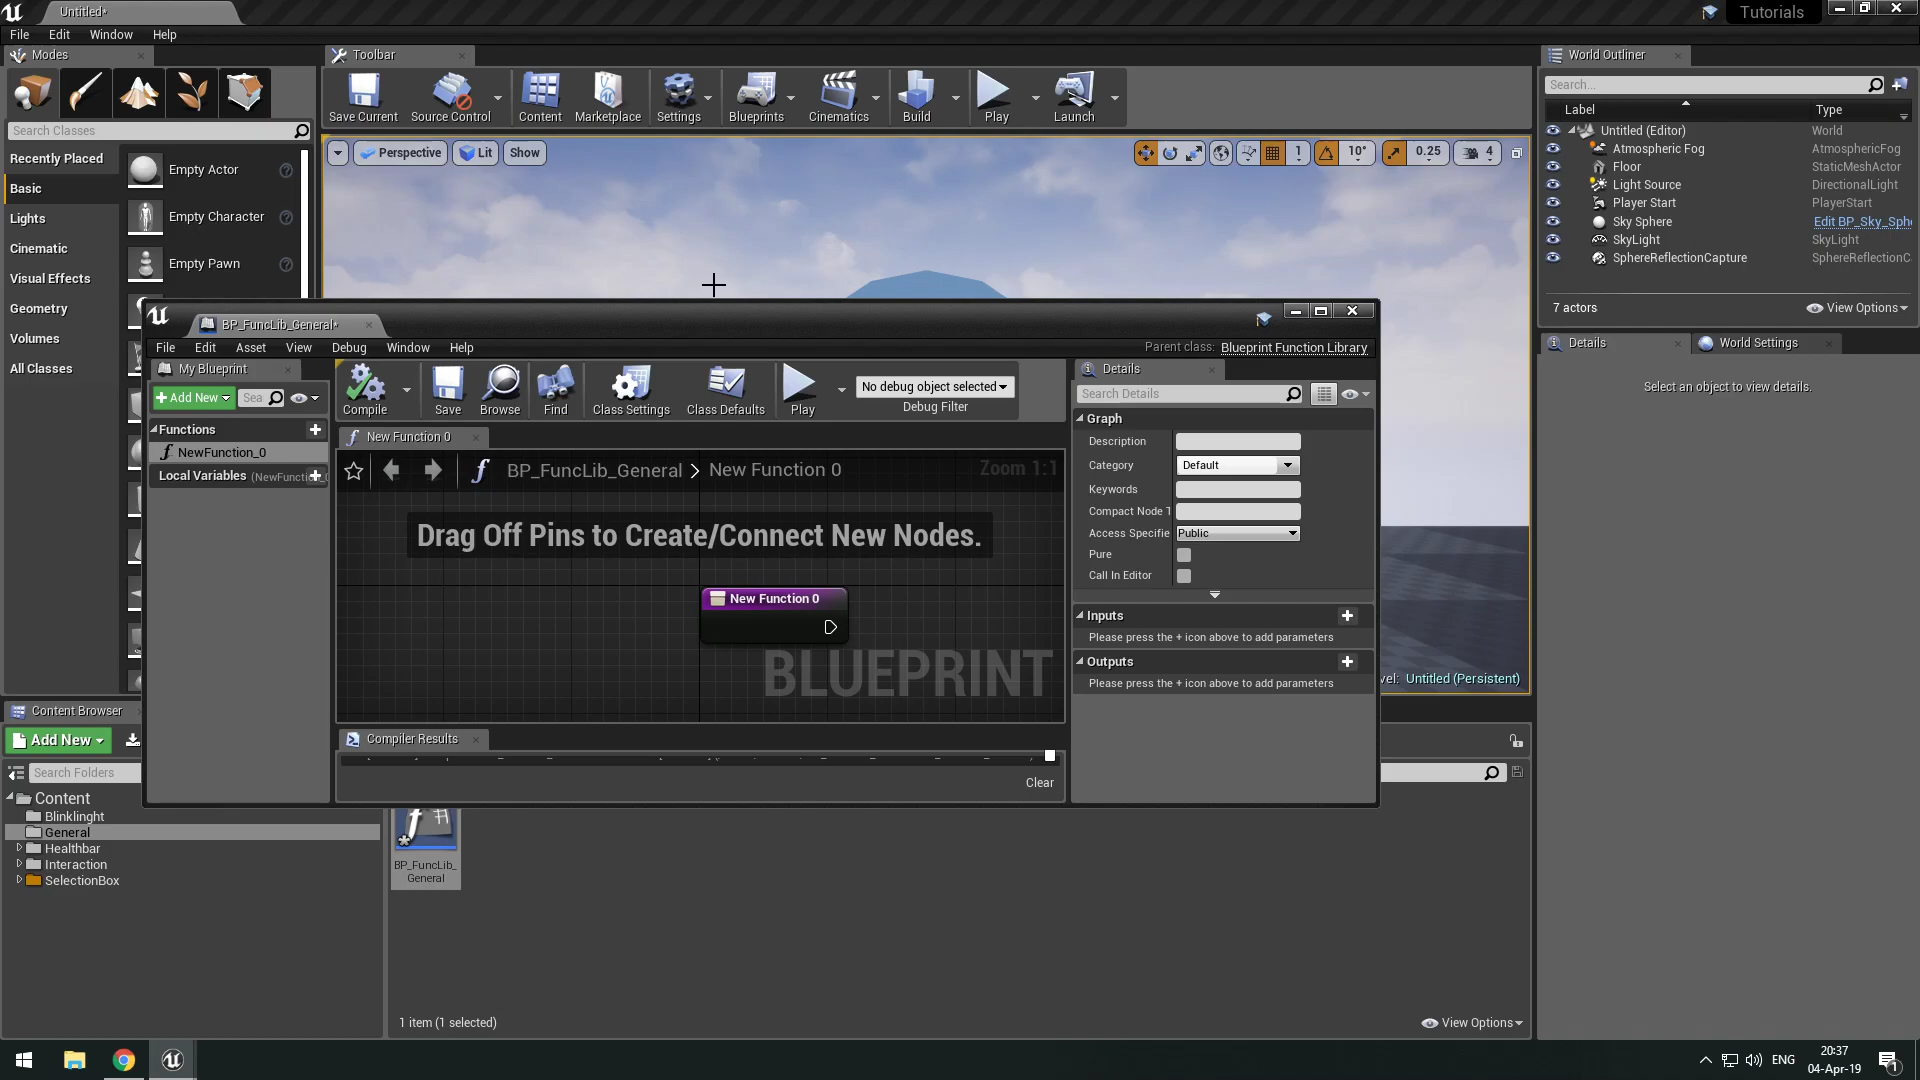 Untitled*
Tutorials
File Edit Window Help
Modes
Toolbar
World Outliner
Save Current
Source Control
Content
Marketplace
Settings
Blueprints
Cinematics
Build
Play
Launch
Search Classes
Search...
Label
Type
Recently Placed
Basic
Lights
Cinematic
Visual Effects
Geometry
Volumes
All Classes
Empty Actor
Empty Character
Empty Pawn
Perspective
Lit
Show
1
10°
0.25
4
Untitled (Editor) World
Atmospheric Fog AtmosphericFog
Floor StaticMeshActor
Light Source DirectionalLight
Player Start PlayerStart
Sky Sphere Edit BP_Sky_Sph
SkyLight SkyLight
SphereReflectionCapture SphereReflectionC
7 actors
View Options
Details
World Settings
Select an object to view details.
BP_FuncLib_General*
File Edit Asset View Debug Window Help
Parent class: Blueprint Function Library
My Blueprint
Add New
Sea
Functions
NewFunction_0
Local Variables (NewFunction_0
Compile
Save
Browse
Find
Class Settings
Class Defaults
Play
No debug object selected
Debug Filter
New Function 0
BP_FuncLib_General > New Function 0
Zoom 1:1
Drag Off Pins to Create/Connect New Nodes.
New Function 0
BLUEPRINT
Compiler Results
Clear
Details
Search Details
Graph
Description
Category Default
Keywords
Compact Node T
Access Specifie Public
Pure
Call In Editor
Inputs
Please press the + icon above to add parameters
Outputs
Please press the + icon above to add parameters
vel: Untitled (Persistent)
Content Browser
Add New
Search Folders
Content
Blinklinght
General
Healthbar
Interaction
SelectionBox
BP_FuncLib_
General
1 item (1 selected)
View Options
ENG
20:37
04-Apr-19
1